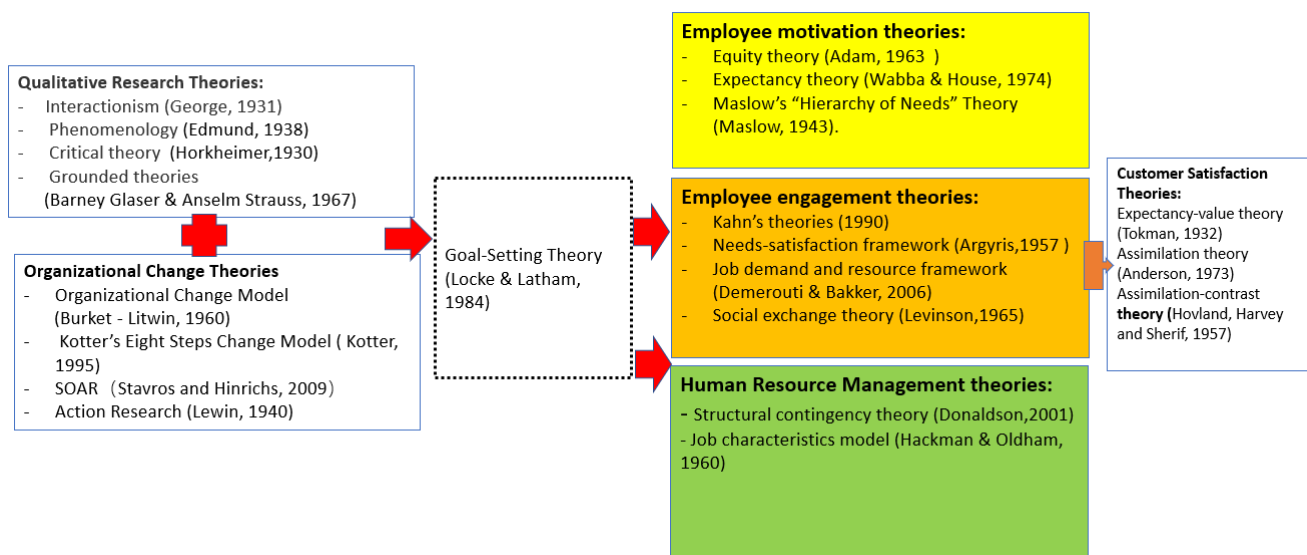 Qualitative Research Theories:
- Interactionism (George, 1931)
- Phenomenology (Edmund, 1938)
- Critical theory (Horkheimer,1930)
- Grounded theories
(Barney Glaser & Anselm Strauss, 1967)
Organizational Change Theories
- Organizational Change Model
(Burket - Litwin, 1960)
- Kotter's Eight Steps Change Model ( Kotter,
1995)
- SOAR (Stavros and Hinrichs, 2009)
- Action Research (Lewin, 1940)
Goal-Setting Theory
(Locke & Latham,
1984)
Employee motivation theories:
- Equity theory (Adam, 1963 )
- Expectancy theory (Wabba & House, 1974)
- Maslow's “Hierarchy of Needs” Theory
(Maslow, 1943).
Employee engagement theories:
- Kahn's theories (1990)
- Needs-satisfaction framework (Argyris,1957 )
- Job demand and resource framework
(Demerouti & Bakker, 2006)
- Social exchange theory (Levinson,1965)
Human Resource Management theories:
- Structural contingency theory (Donaldson,2001)
- Job characteristics model (Hackman & Oldham,
1960)
Customer Satisfaction
Theories:
Expectancy-value theory
(Tokman, 1932)
Assimilation theory
(Anderson, 1973)
Assimilation-contrast
theory (Hovland, Harvey
and Sherif, 1957)